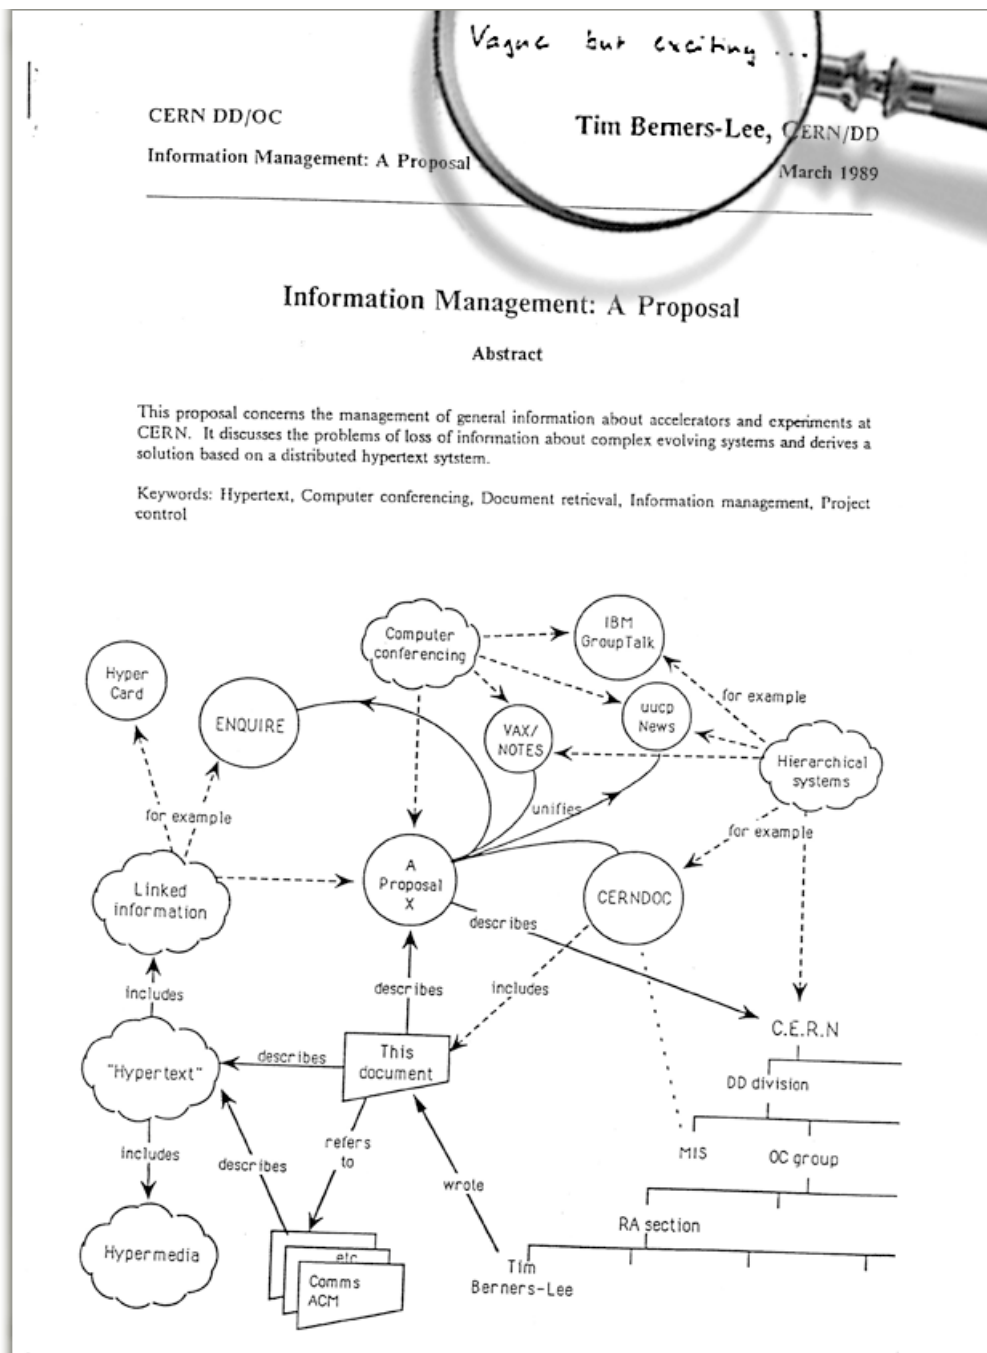 Vague but exciting ...
CERN DD/OC
Tim Berners-Lee, CERN/DD
Information Management: A Proposal
March 1989
Information Management: A Proposal
Abstract
This proposal concerns the management of general information about accelerators and experiments at
CERN. It discusses the problems of loss of information about complex evolving systems and derives a
solution based on a distributed hypertext sytstem.
Keywords: Hypertext, Computer conferencing, Document retrieval, Information management, Project
control
IBM
GroupTalk
Computer
conferencing
Hyper
Card
for example
uucp
News
ENQUIRE
VAX/
NOTES
Hierarchical
systems
unifies
for example
for example
A
Proposal
X
Linked
information
CERNDOC
describes
includes
describes
includes
C.E.R.N
This
document
describes
"Hypertext"
DD division
refers
to
includes
describes
MIS
OC group
wrote
RA section
Hypermedia
etc
Tim
Berners-Lee
Comms
ACM